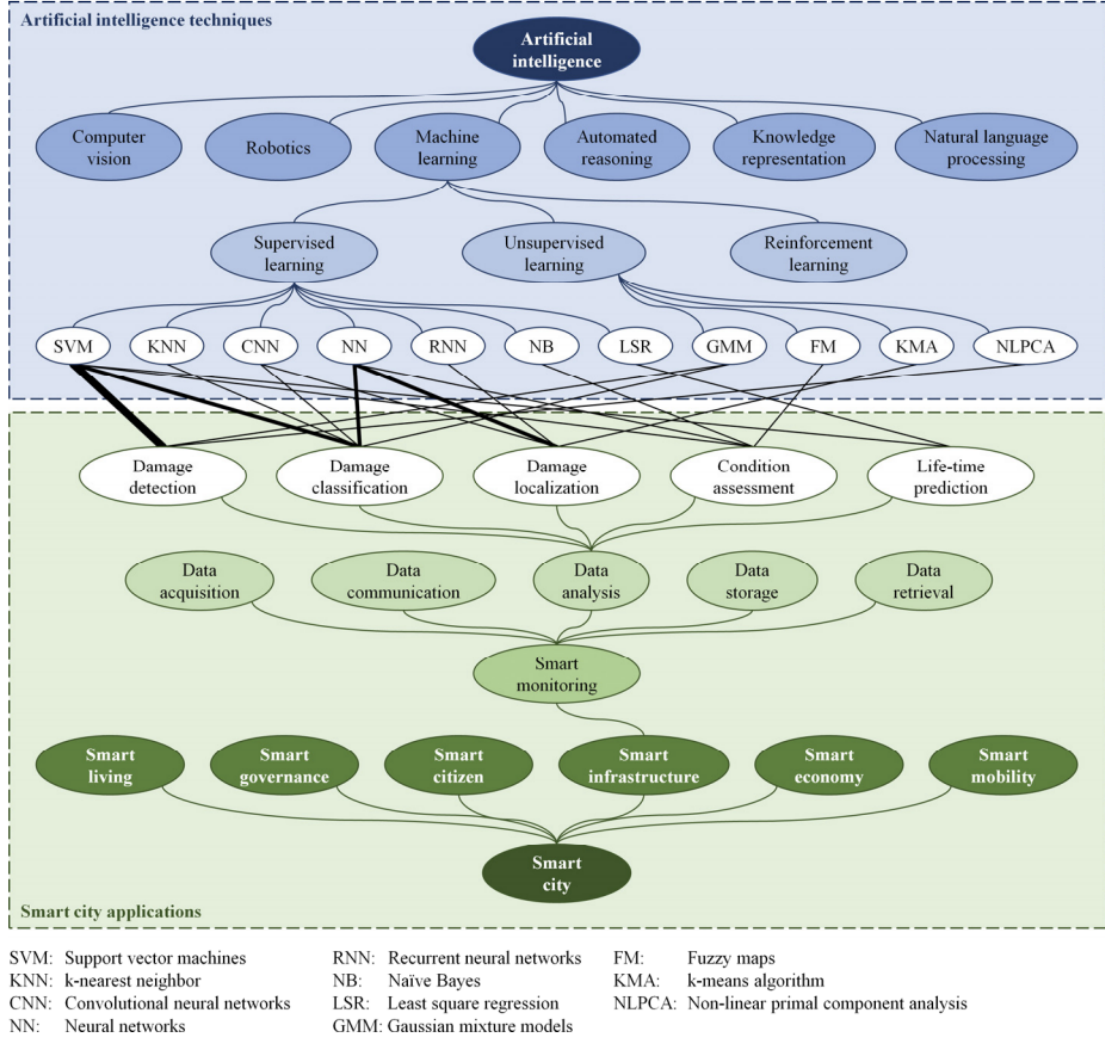 Artificial intelligence techniques
Artificial
intelligence
Computer
vision
Robotics
Machine
learning
Automated
reasoning
Knowledge
representation
Natural language
processing
Supervised
learning
Unsupervised
learning
Reinforcement
learning
SVM
KNN
CNN
NN
RNN
NB
LSR
GMM
FM
KMA
NLPCA
Damage
detection
Damage
classification
Damage
localization
Condition
assessment
Life-time
prediction
Data
acquisition
Data
communication
Data
analysis
Data
storage
Data
retrieval
Smart
monitoring
Smart
living
Smart
governance
Smart
citizen
Smart
infrastructure
Smart
economy
Smart
mobility
Smart
city
Smart city applications
SVM: Support vector machines
KNN: k-nearest neighbor
CNN: Convolutional neural networks
NN: Neural networks
RNN: Recurrent neural networks
NB: Naïve Bayes
LSR: Least square regression
GMM: Gaussian mixture models
FM: Fuzzy maps
KMA: k-means algorithm
NLPCA: Non-linear primal component analysis